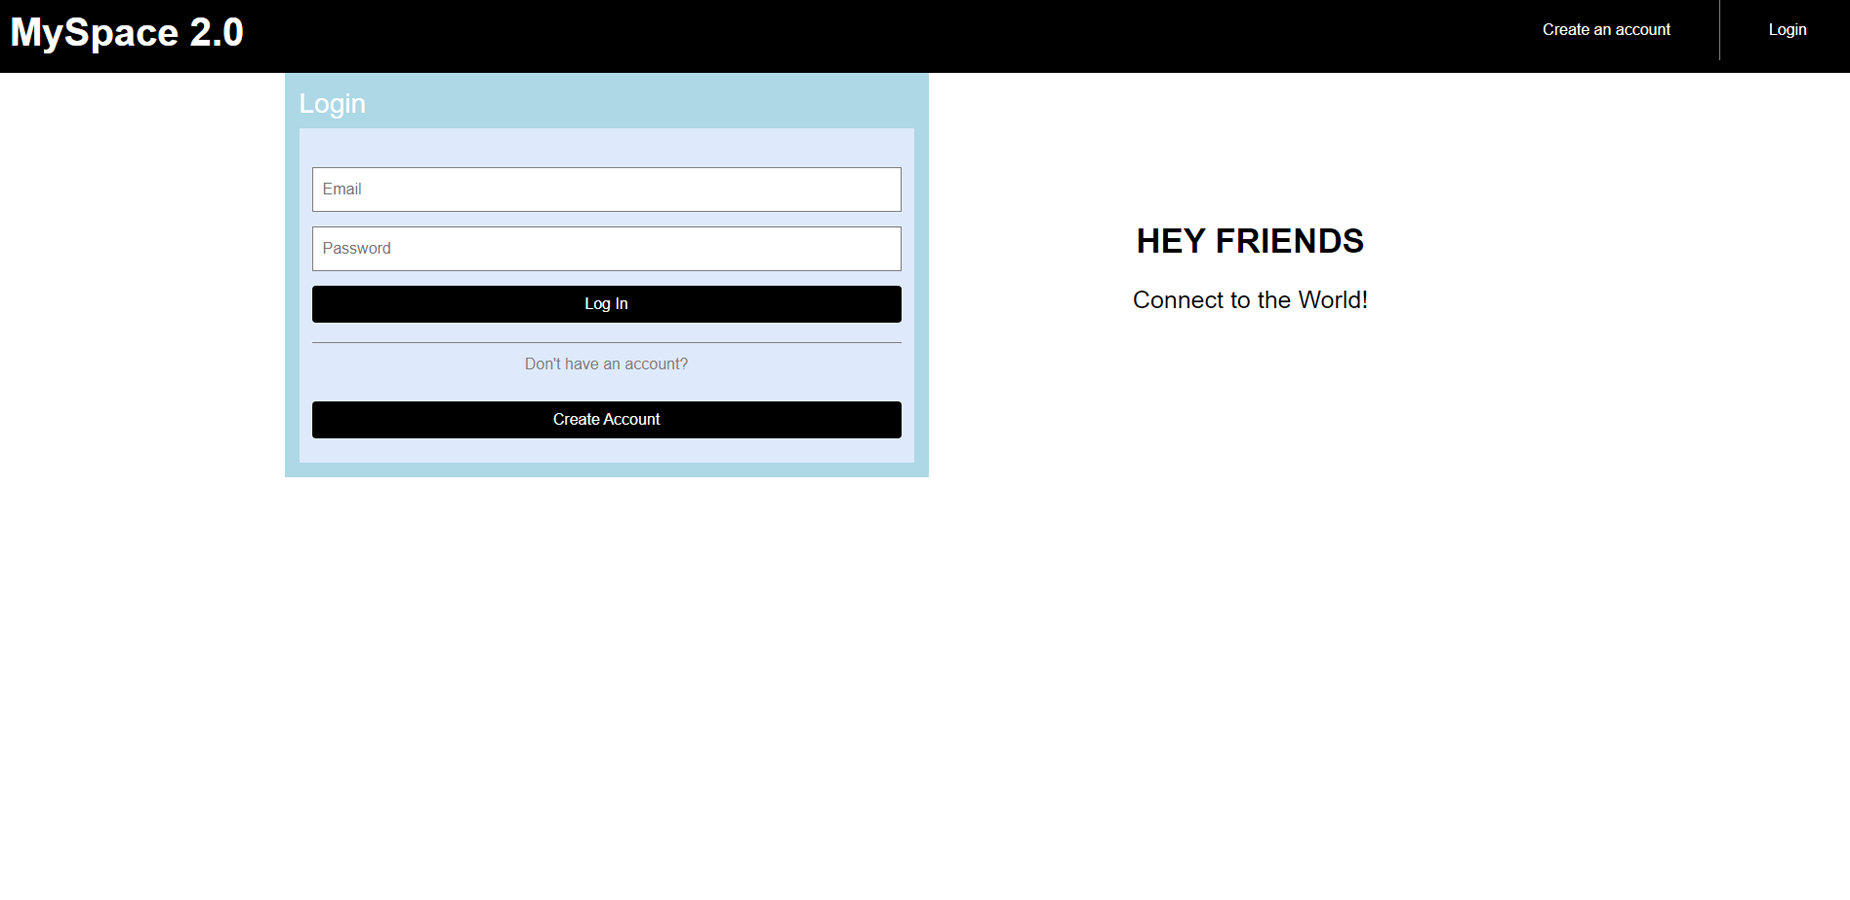 MySpace 2.0
Create an account
Login
Login
Email
Password
Log In
Don't have an account?
Create Account
HEY FRIENDS
Connect to the World!